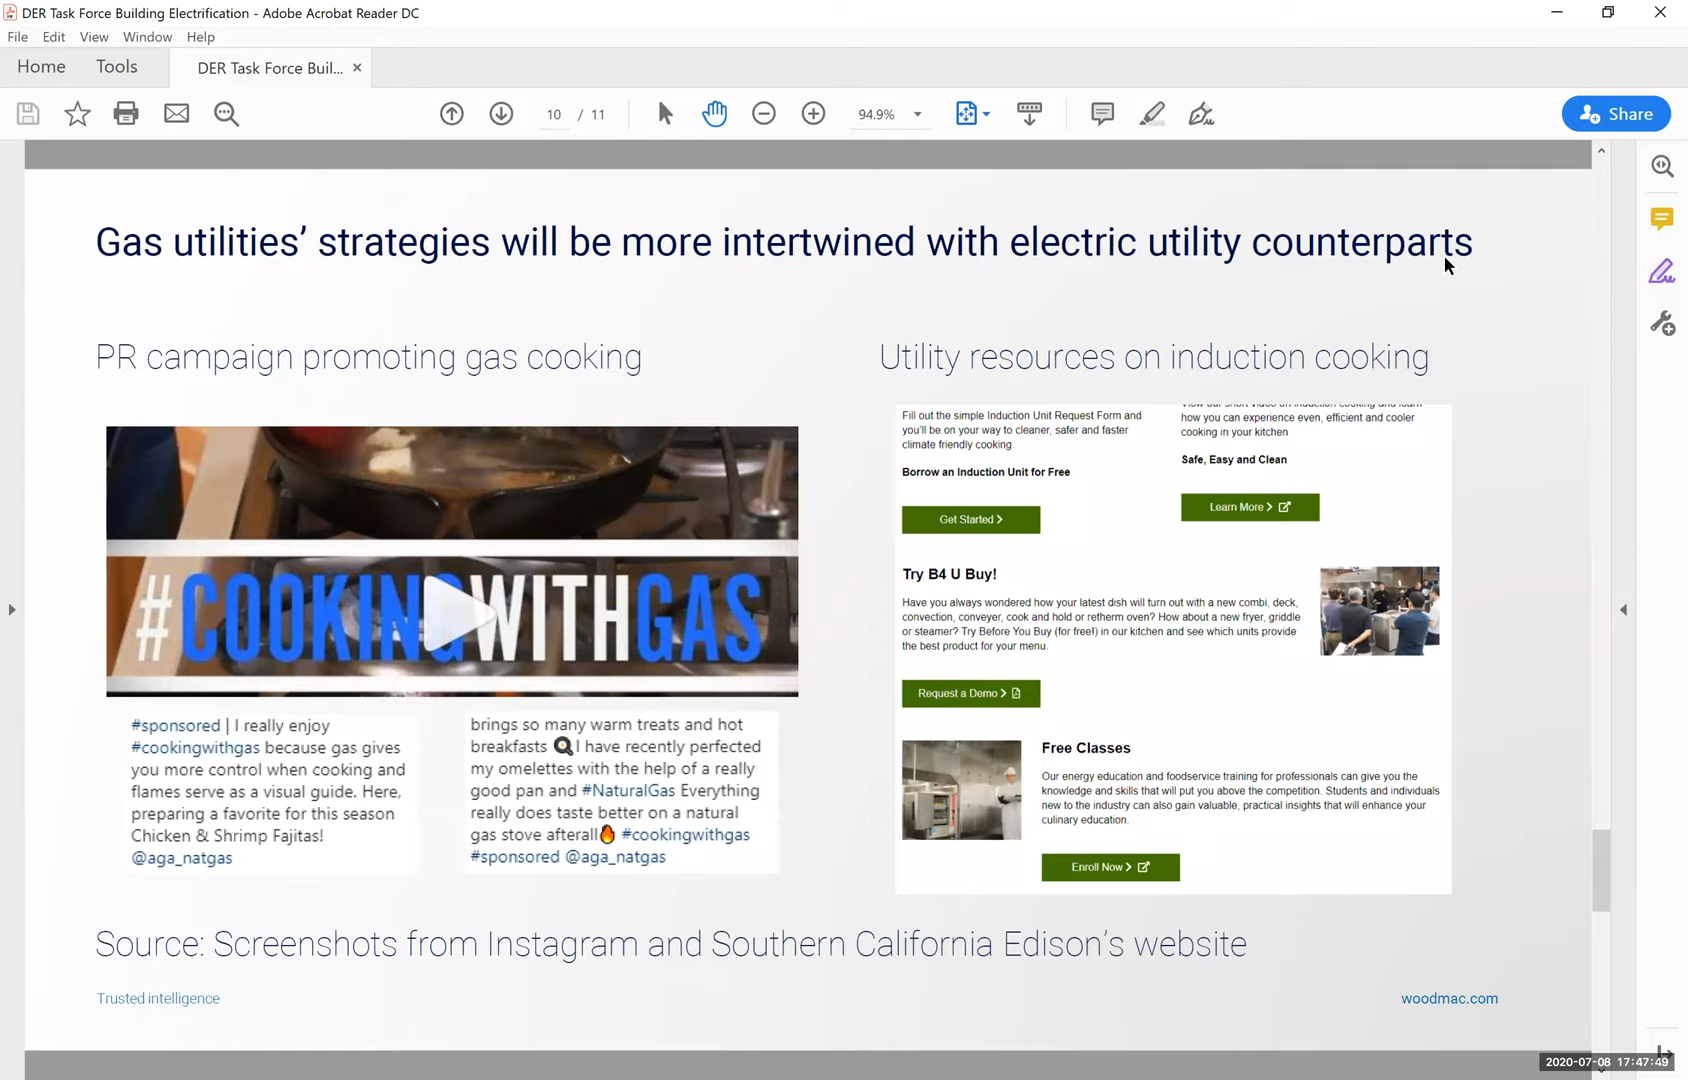 DER Task Force Building Electrification - Adobe Acrobat Reader DC
File Edit View Window Help
Home Tools DER Task Force Buil...
10 / 11 94.9% Share
Gas utilities’ strategies will be more intertwined with electric utility counterparts
PR campaign promoting gas cooking
#COOKINGWITHGAS
#sponsored | I really enjoy
#cookingwithgas because gas gives
you more control when cooking and
flames serve as a visual guide. Here,
preparing a favorite for this season
Chicken & Shrimp Fajitas!
@aga_natgas
brings so many warm treats and hot
breakfasts 🍳I have recently perfected
my omelettes with the help of a really
good pan and #NaturalGas Everything
really does taste better on a natural
gas stove afterall🔥 #cookingwithgas
#sponsored @aga_natgas
Utility resources on induction cooking
Fill out the simple Induction Unit Request Form and
you'll be on your way to cleaner, safer and faster
climate friendly cooking.
Borrow an Induction Unit for Free
Get Started
View our short video on induction cooking and learn
how you can experience even, efficient and cooler
cooking in your kitchen
Safe, Easy and Clean
Learn More
Try B4 U Buy!
Have you always wondered how your latest dish will turn out with a new combi, deck,
convection, conveyer, cook and hold or retherm oven? How about a new fryer, griddle
or steamer? Try Before You Buy (for free!) in our kitchen and see which units provide
the best product for your menu.
Request a Demo
Free Classes
Our energy education and foodservice training for professionals can give you the
knowledge and skills that will put you above the competition. Students and individuals
new to the industry can also gain valuable, practical insights that will enhance your
culinary education.
Enroll Now
Source: Screenshots from Instagram and Southern California Edison’s website
Trusted intelligence
woodmac.com
2020-07-08 17:47:49